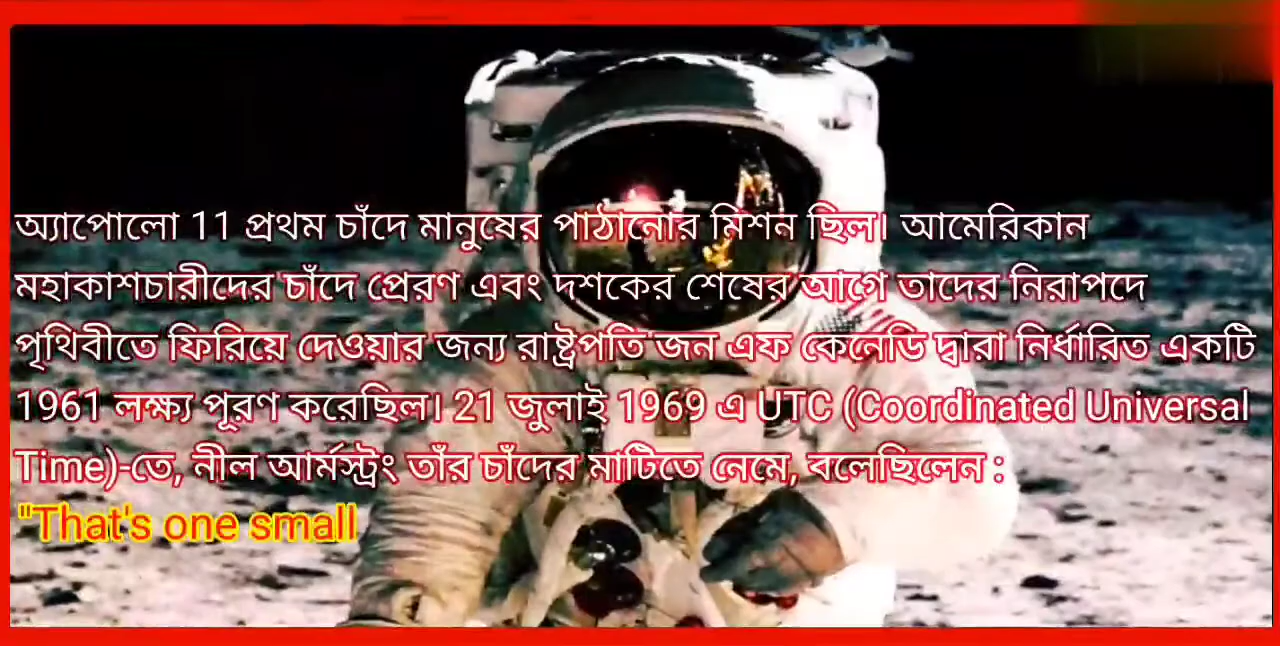 অ্যাপোলো 11 প্রথম চাঁদে মানুষের পাঠানোর মিশন ছিল। আমেরিকান
মহাকাশচারীদের চাঁদে প্রেরণ এবং দশকের শেষের আগে তাদের নিরাপদে
পৃথিবীতে ফিরিয়ে দেওয়ার জন্য রাষ্ট্রপতি জন এফ কেনেডি দ্বারা নির্ধারিত একটি
1961 লক্ষ্য পূরণ করেছিল। 21 জুলাই 1969 এ UTC (Coordinated Universal
Time)-তে, নীল আর্মস্ট্রং তাঁর চাঁদের মাটিতে নেমে, বলেছিলেন :
"That's one small